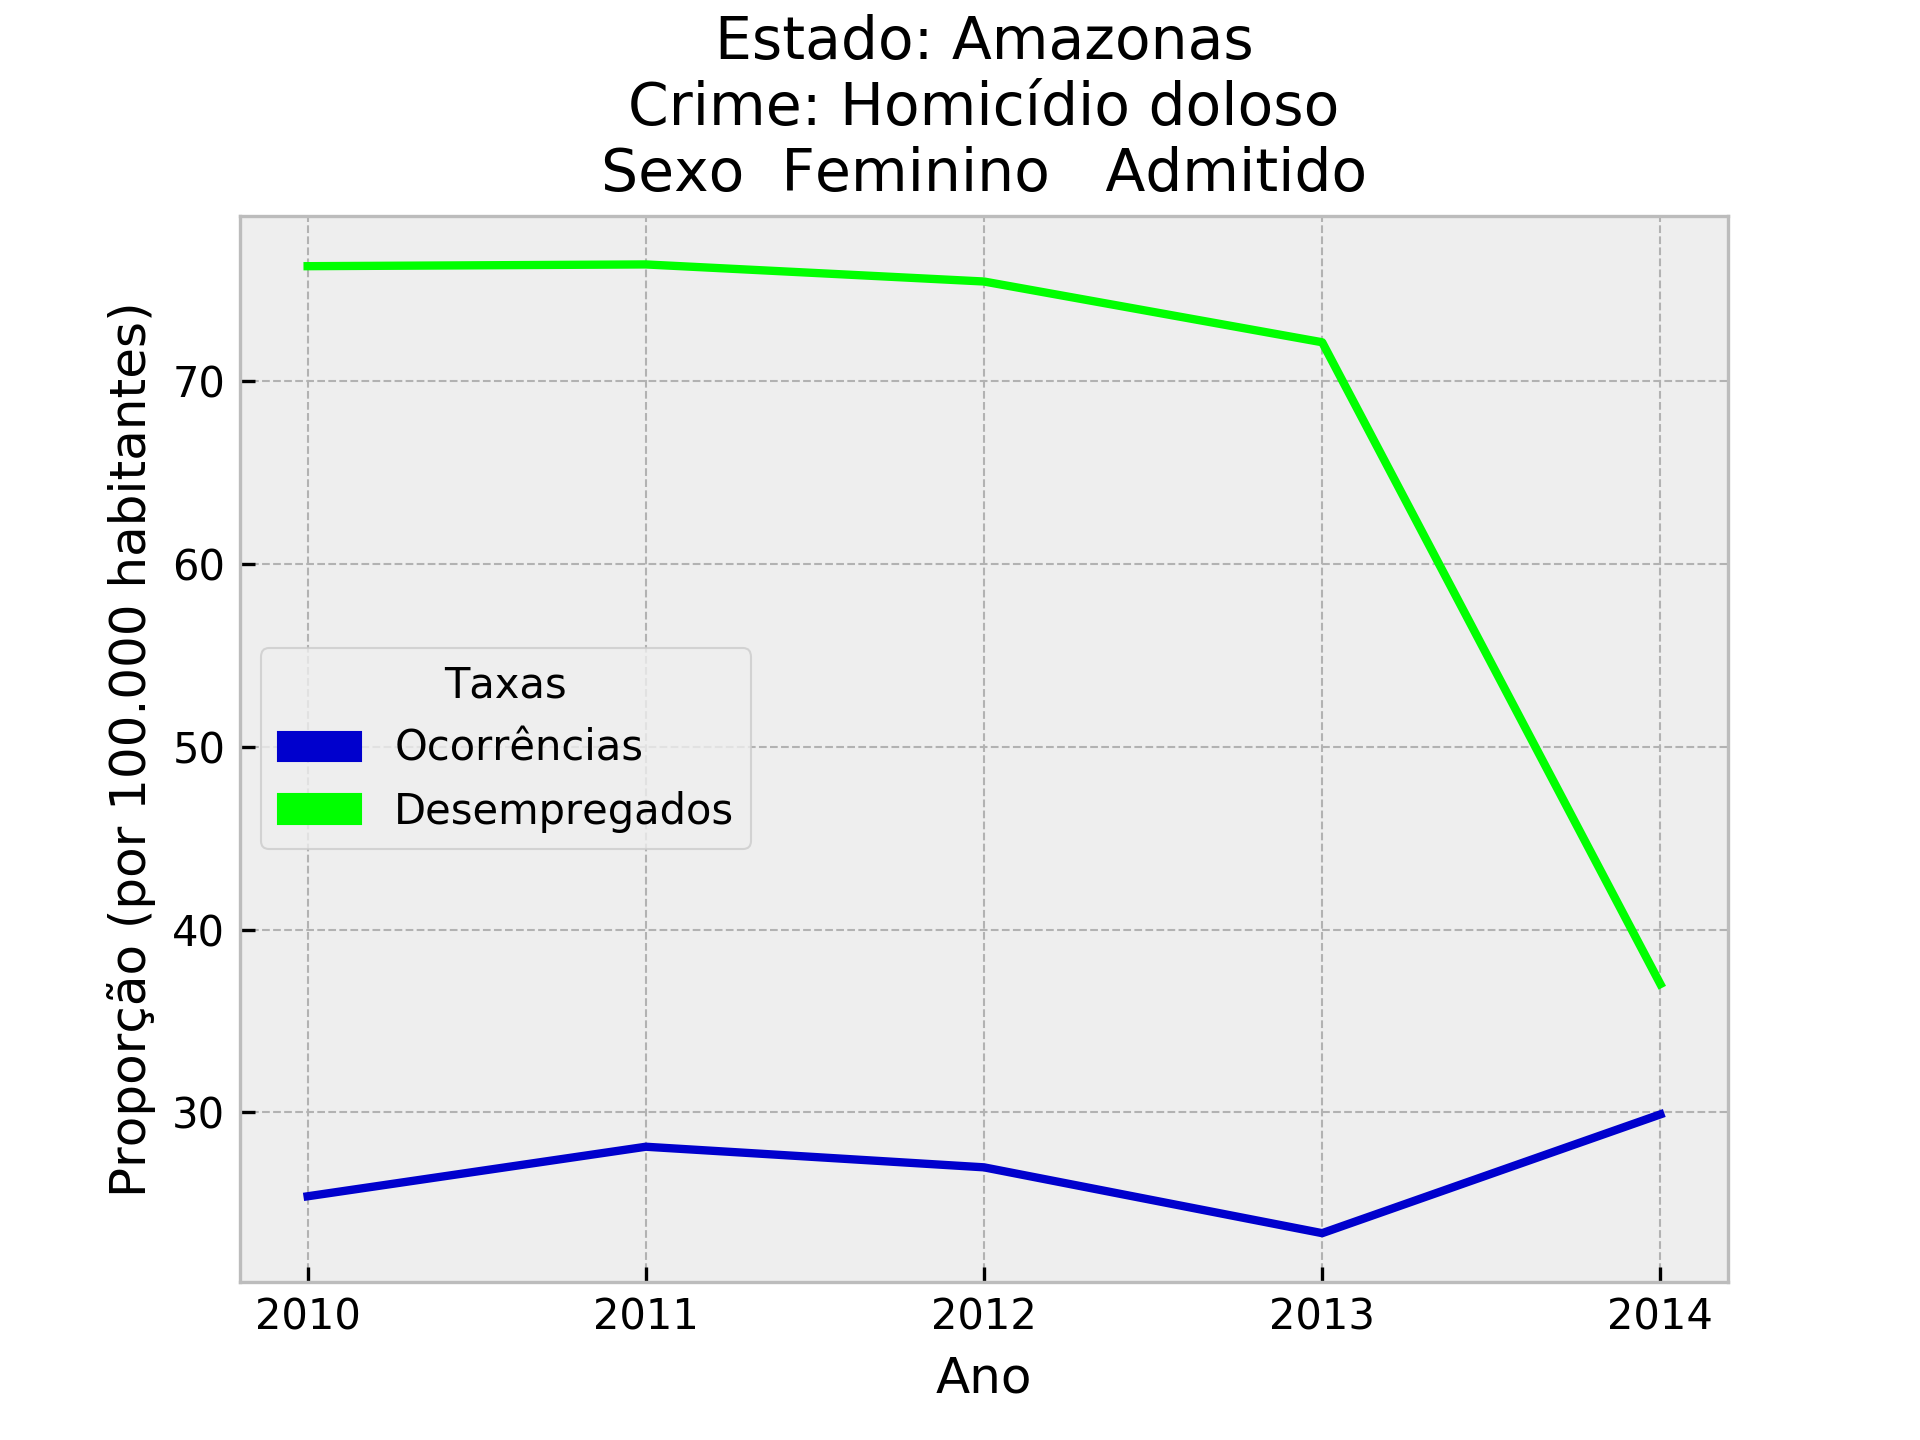 Estado: Amazonas
Crime: Homicídio doloso
Sexo  Feminino   Admitido
Proporção (por 100.000 habitantes)
70
60
50
40
30
Taxas
Ocorrências
Desempregados
2010 2011 2012 2013 2014
Ano